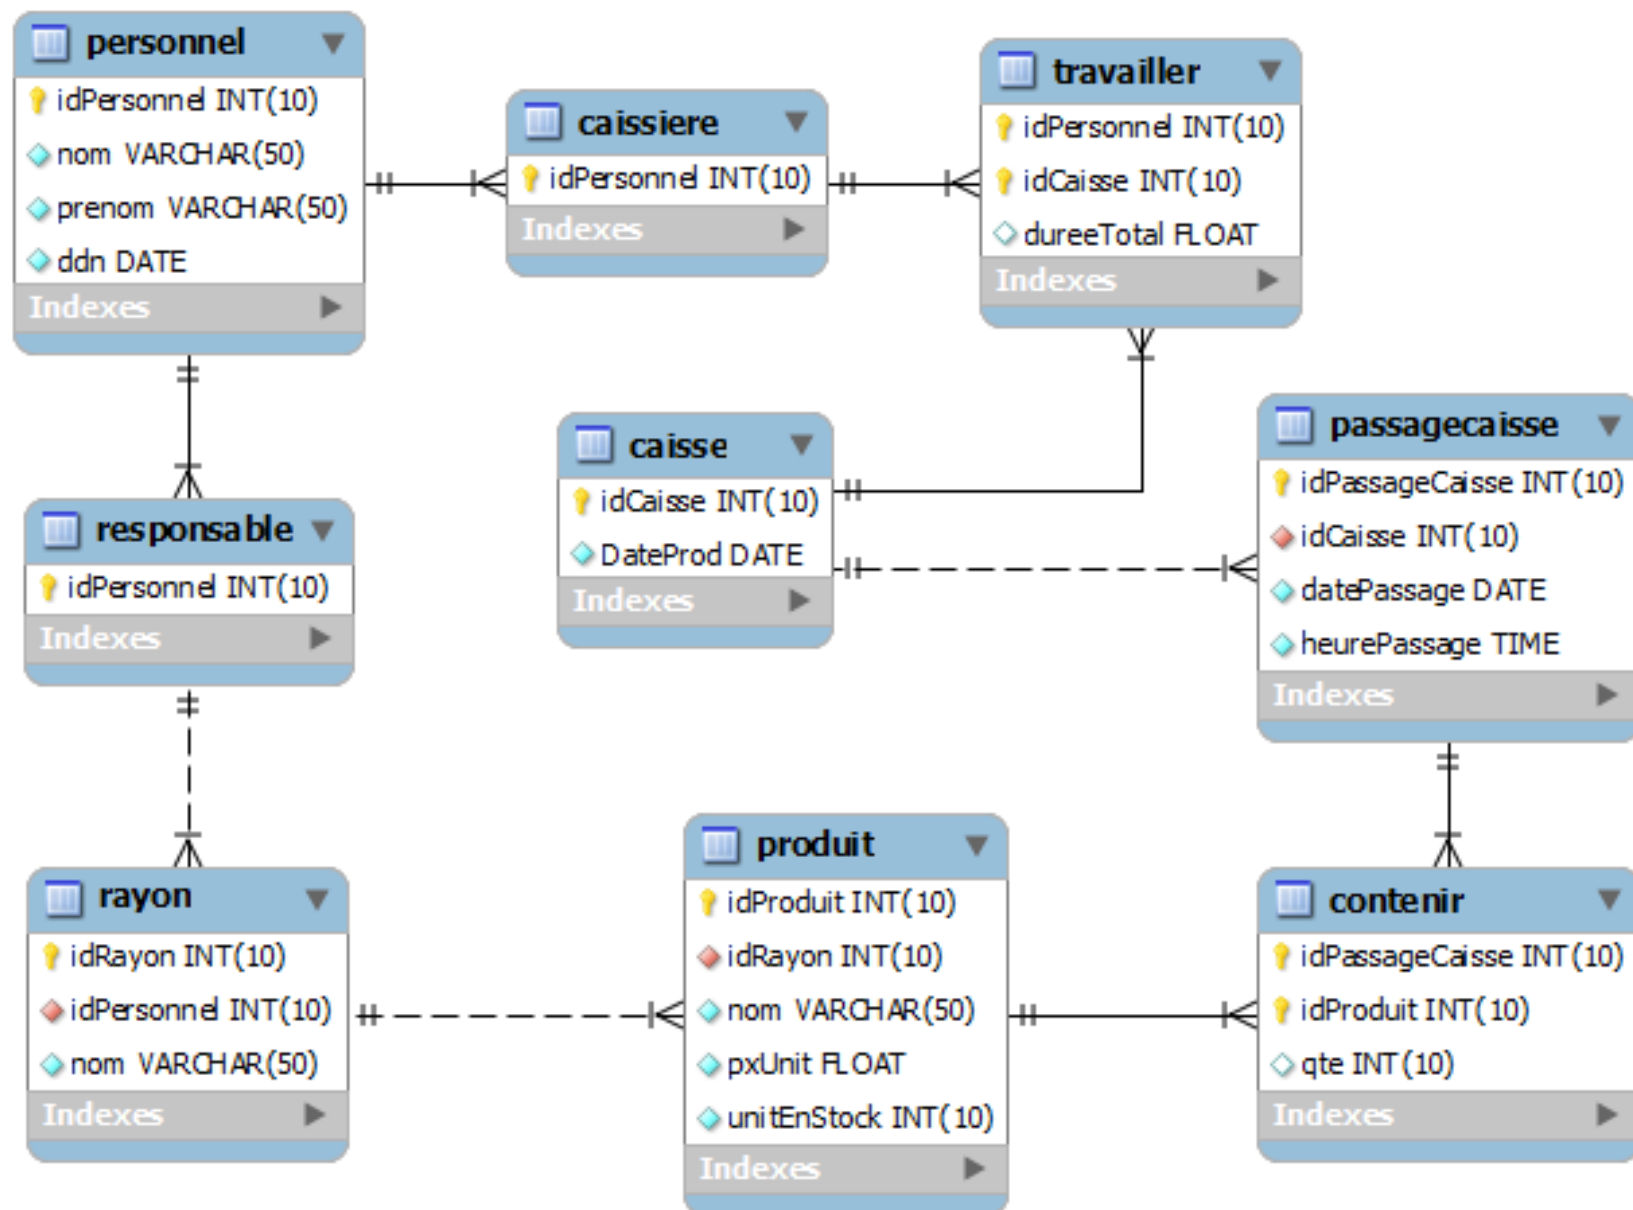 personnel
idPersonnel INT(10)
nom VARCHAR(50)
prenom VARCHAR(50)
ddn DATE
Indexes
caissiere
idPersonnel INT(10)
Indexes
travailler
idPersonnel INT(10)
idCaisse INT(10)
dureeTotal FLOAT
Indexes
caisse
idCaisse INT(10)
DateProd DATE
Indexes
passagecaisse
idPassageCaisse INT(10)
idCaisse INT(10)
datePassage DATE
heurePassage TIME
Indexes
responsable
idPersonnel INT(10)
Indexes
rayon
idRayon INT(10)
idPersonnel INT(10)
nom VARCHAR(50)
Indexes
produit
idProduit INT(10)
idRayon INT(10)
nom VARCHAR(50)
pxUnit FLOAT
unitEnStock INT(10)
Indexes
contenir
idPassageCaisse INT(10)
idProduit INT(10)
qte INT(10)
Indexes